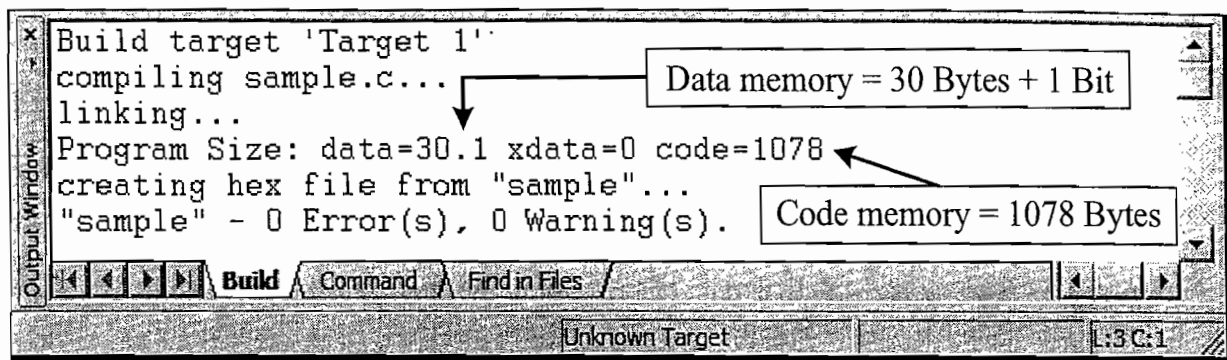 Build target 'Target 1'
compiling sample.c...
Data memory = 30 Bytes + 1 Bit
linking...
Program Size: data=30.1 xdata=0 code=1078
creating hex file from "sample"...
Code memory = 1078 Bytes
"sample" - 0 Error(s), 0 Warning(s).
Output Window
Build
Command
Find in Files
Unknown Target
L:3 C:1